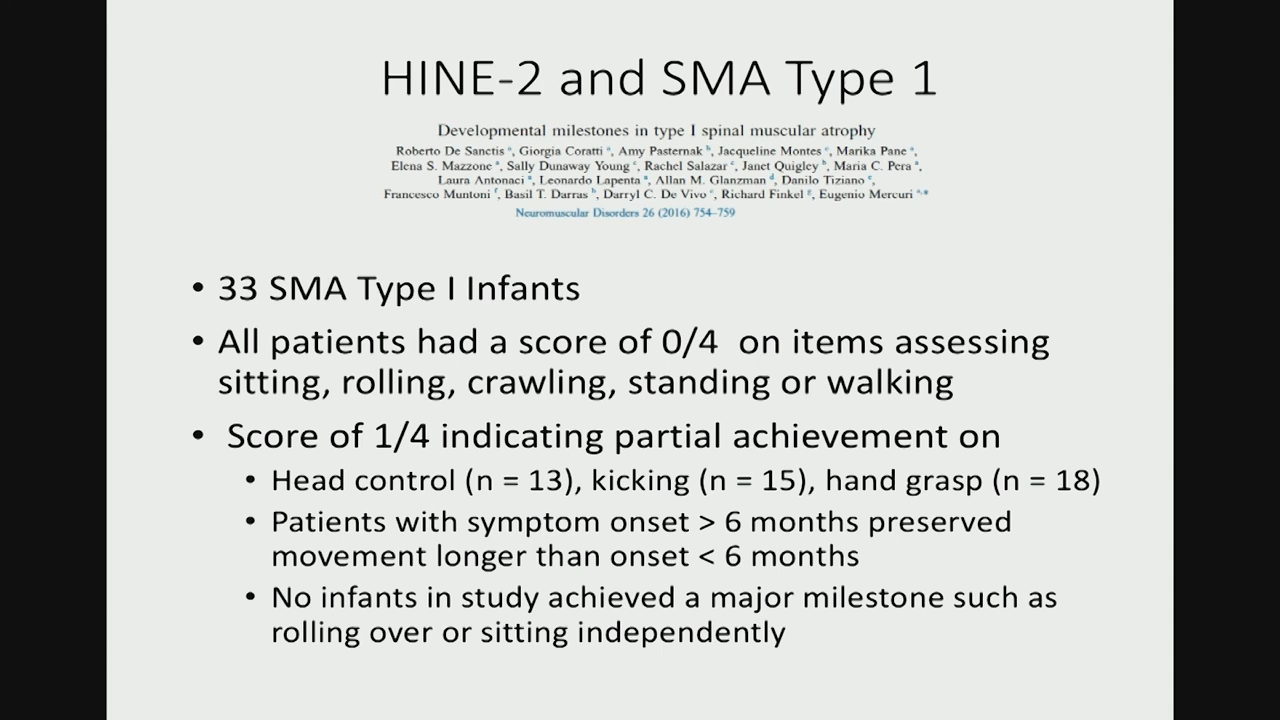 HINE-2 and SMA Type 1
Developmental milestones in type I spinal muscular atrophy
Roberto De Sanctis a, Giorgia Coratti a, Amy Pasternak b, Jacqueline Montes c, Marika Pane a,
Elena S. Mazzone a, Sally Dunaway Young c, Rachel Salazar c, Janet Quigley b, Maria C. Pera a,
Laura Antonaci a, Leonardo Lapenta a, Allan M. Glanzman d, Danilo Tiziano e,
Francesco Muntoni f, Basil T. Darras b, Darryl C. De Vivo c, Richard Finkel g, Eugenio Mercuri a,*
Neuromuscular Disorders 26 (2016) 754–759
• 33 SMA Type I Infants
• All patients had a score of 0/4 on items assessing
sitting, rolling, crawling, standing or walking
• Score of 1/4 indicating partial achievement on
• Head control (n = 13), kicking (n = 15), hand grasp (n = 18)
• Patients with symptom onset > 6 months preserved
movement longer than onset < 6 months
• No infants in study achieved a major milestone such as
rolling over or sitting independently